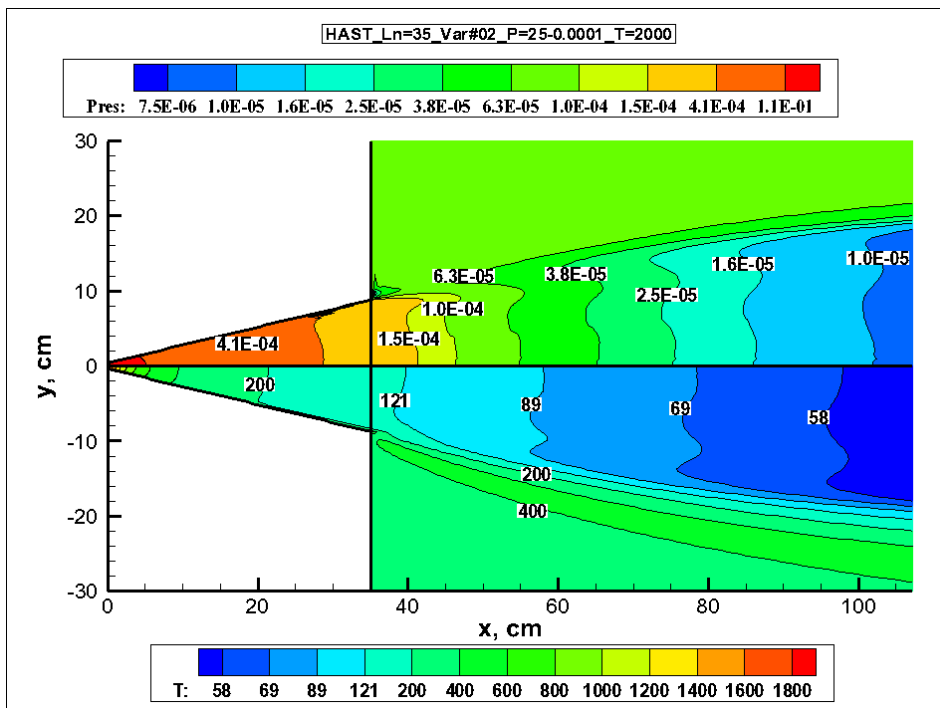 HAST_Ln=35_Var#02_P=25-0.0001_T=2000
Pres: 7.5E-06 1.0E-05 1.6E-05 2.5E-05 3.8E-05 6.3E-05 1.0E-04 1.5E-04 4.1E-04 1.1E-01
30
20
10
0
-10
-20
-30
y, cm
6.3E-05
3.8E-05
1.6E-05
1.0E-05
2.5E-05
1.0E-04
1.5E-04
4.1E-04
200
121
89
69
58
200
400
0 20 40 60 80 100
x, cm
T: 58 69 89 121 200 400 600 800 1000 1200 1400 1600 1800